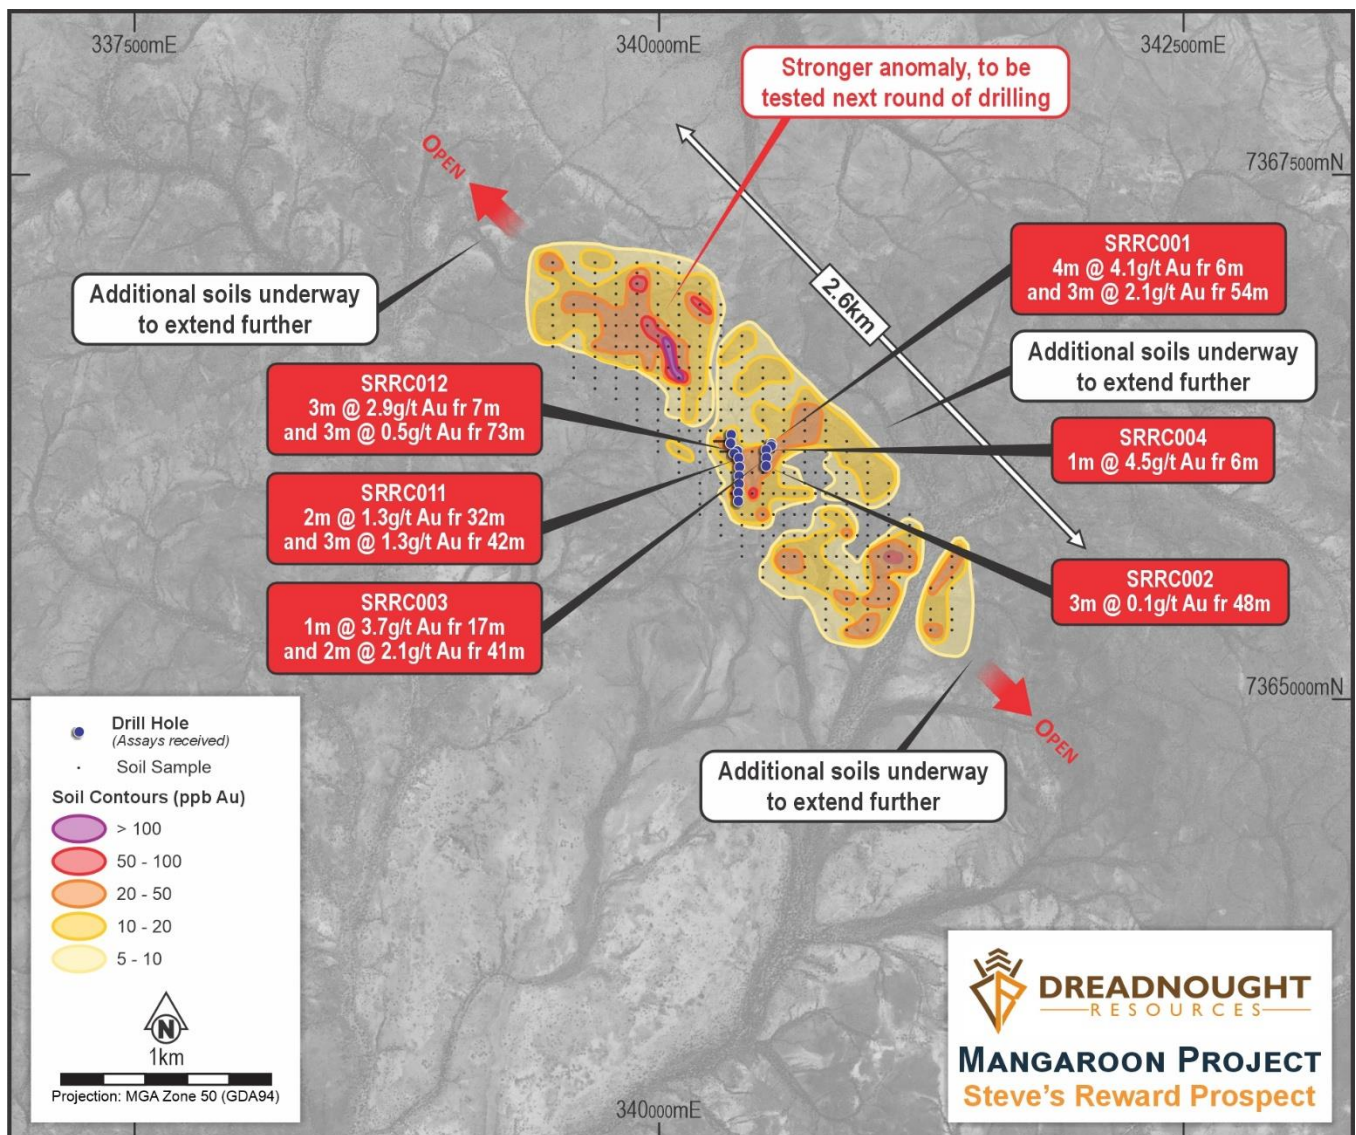 337500mE
340000mE
342500mE
Stronger anomaly, to be
tested next round of drilling
OPEN
7367500mN
SRRC001
4m @ 4.1g/t Au fr 6m
and 3m @ 2.1g/t Au fr 54m
2.6km
Additional soils underway
to extend further
Additional soils underway
to extend further
SRRC012
3m @ 2.9g/t Au fr 7m
and 3m @ 0.5g/t Au fr 73m
SRRC004
1m @ 4.5g/t Au fr 6m
SRRC011
2m @ 1.3g/t Au fr 32m
and 3m @ 1.3g/t Au fr 42m
SRRC002
3m @ 0.1g/t Au fr 48m
SRRC003
1m @ 3.7g/t Au fr 17m
and 2m @ 2.1g/t Au fr 41m
7365000mN
OPEN
Additional soils underway
to extend further
Drill Hole
(Assays received)
Soil Sample
Soil Contours (ppb Au)
> 100
50 - 100
20 - 50
10 - 20
5 - 10
N
1km
Projection: MGA Zone 50 (GDA94)
340000mE
DREADNOUGHT
RESOURCES
MANGAROON PROJECT
Steve's Reward Prospect